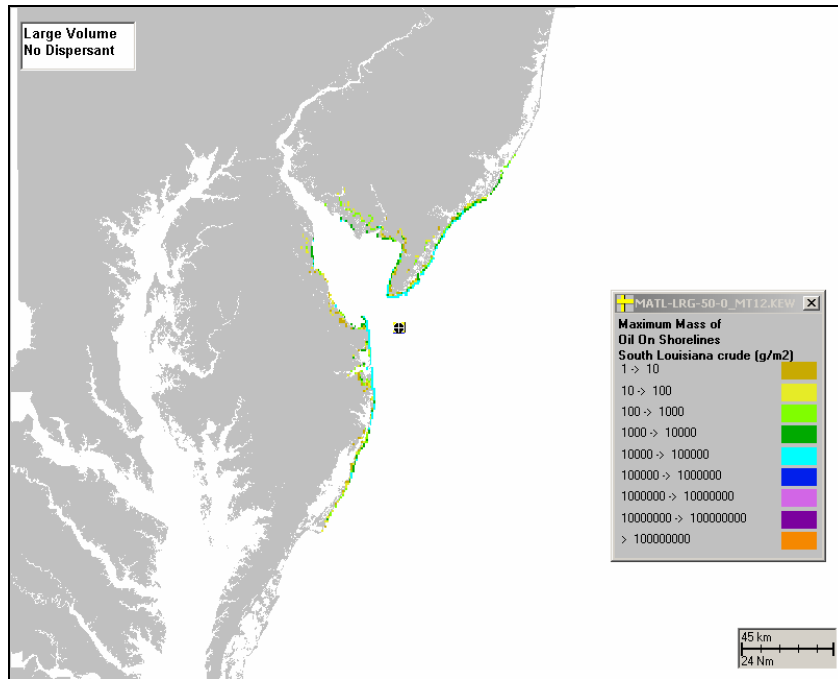 Large Volume
No Dispersant
MATL-LRG-50-0_MT12.KEW
Maximum Mass of
Oil On Shorelines
South Louisiana crude (g/m2)
1 -> 10
10 -> 100
100 -> 1000
1000 -> 10000
10000 -> 100000
100000 -> 1000000
1000000 -> 10000000
10000000 -> 100000000
> 100000000
45 km
24 Nm